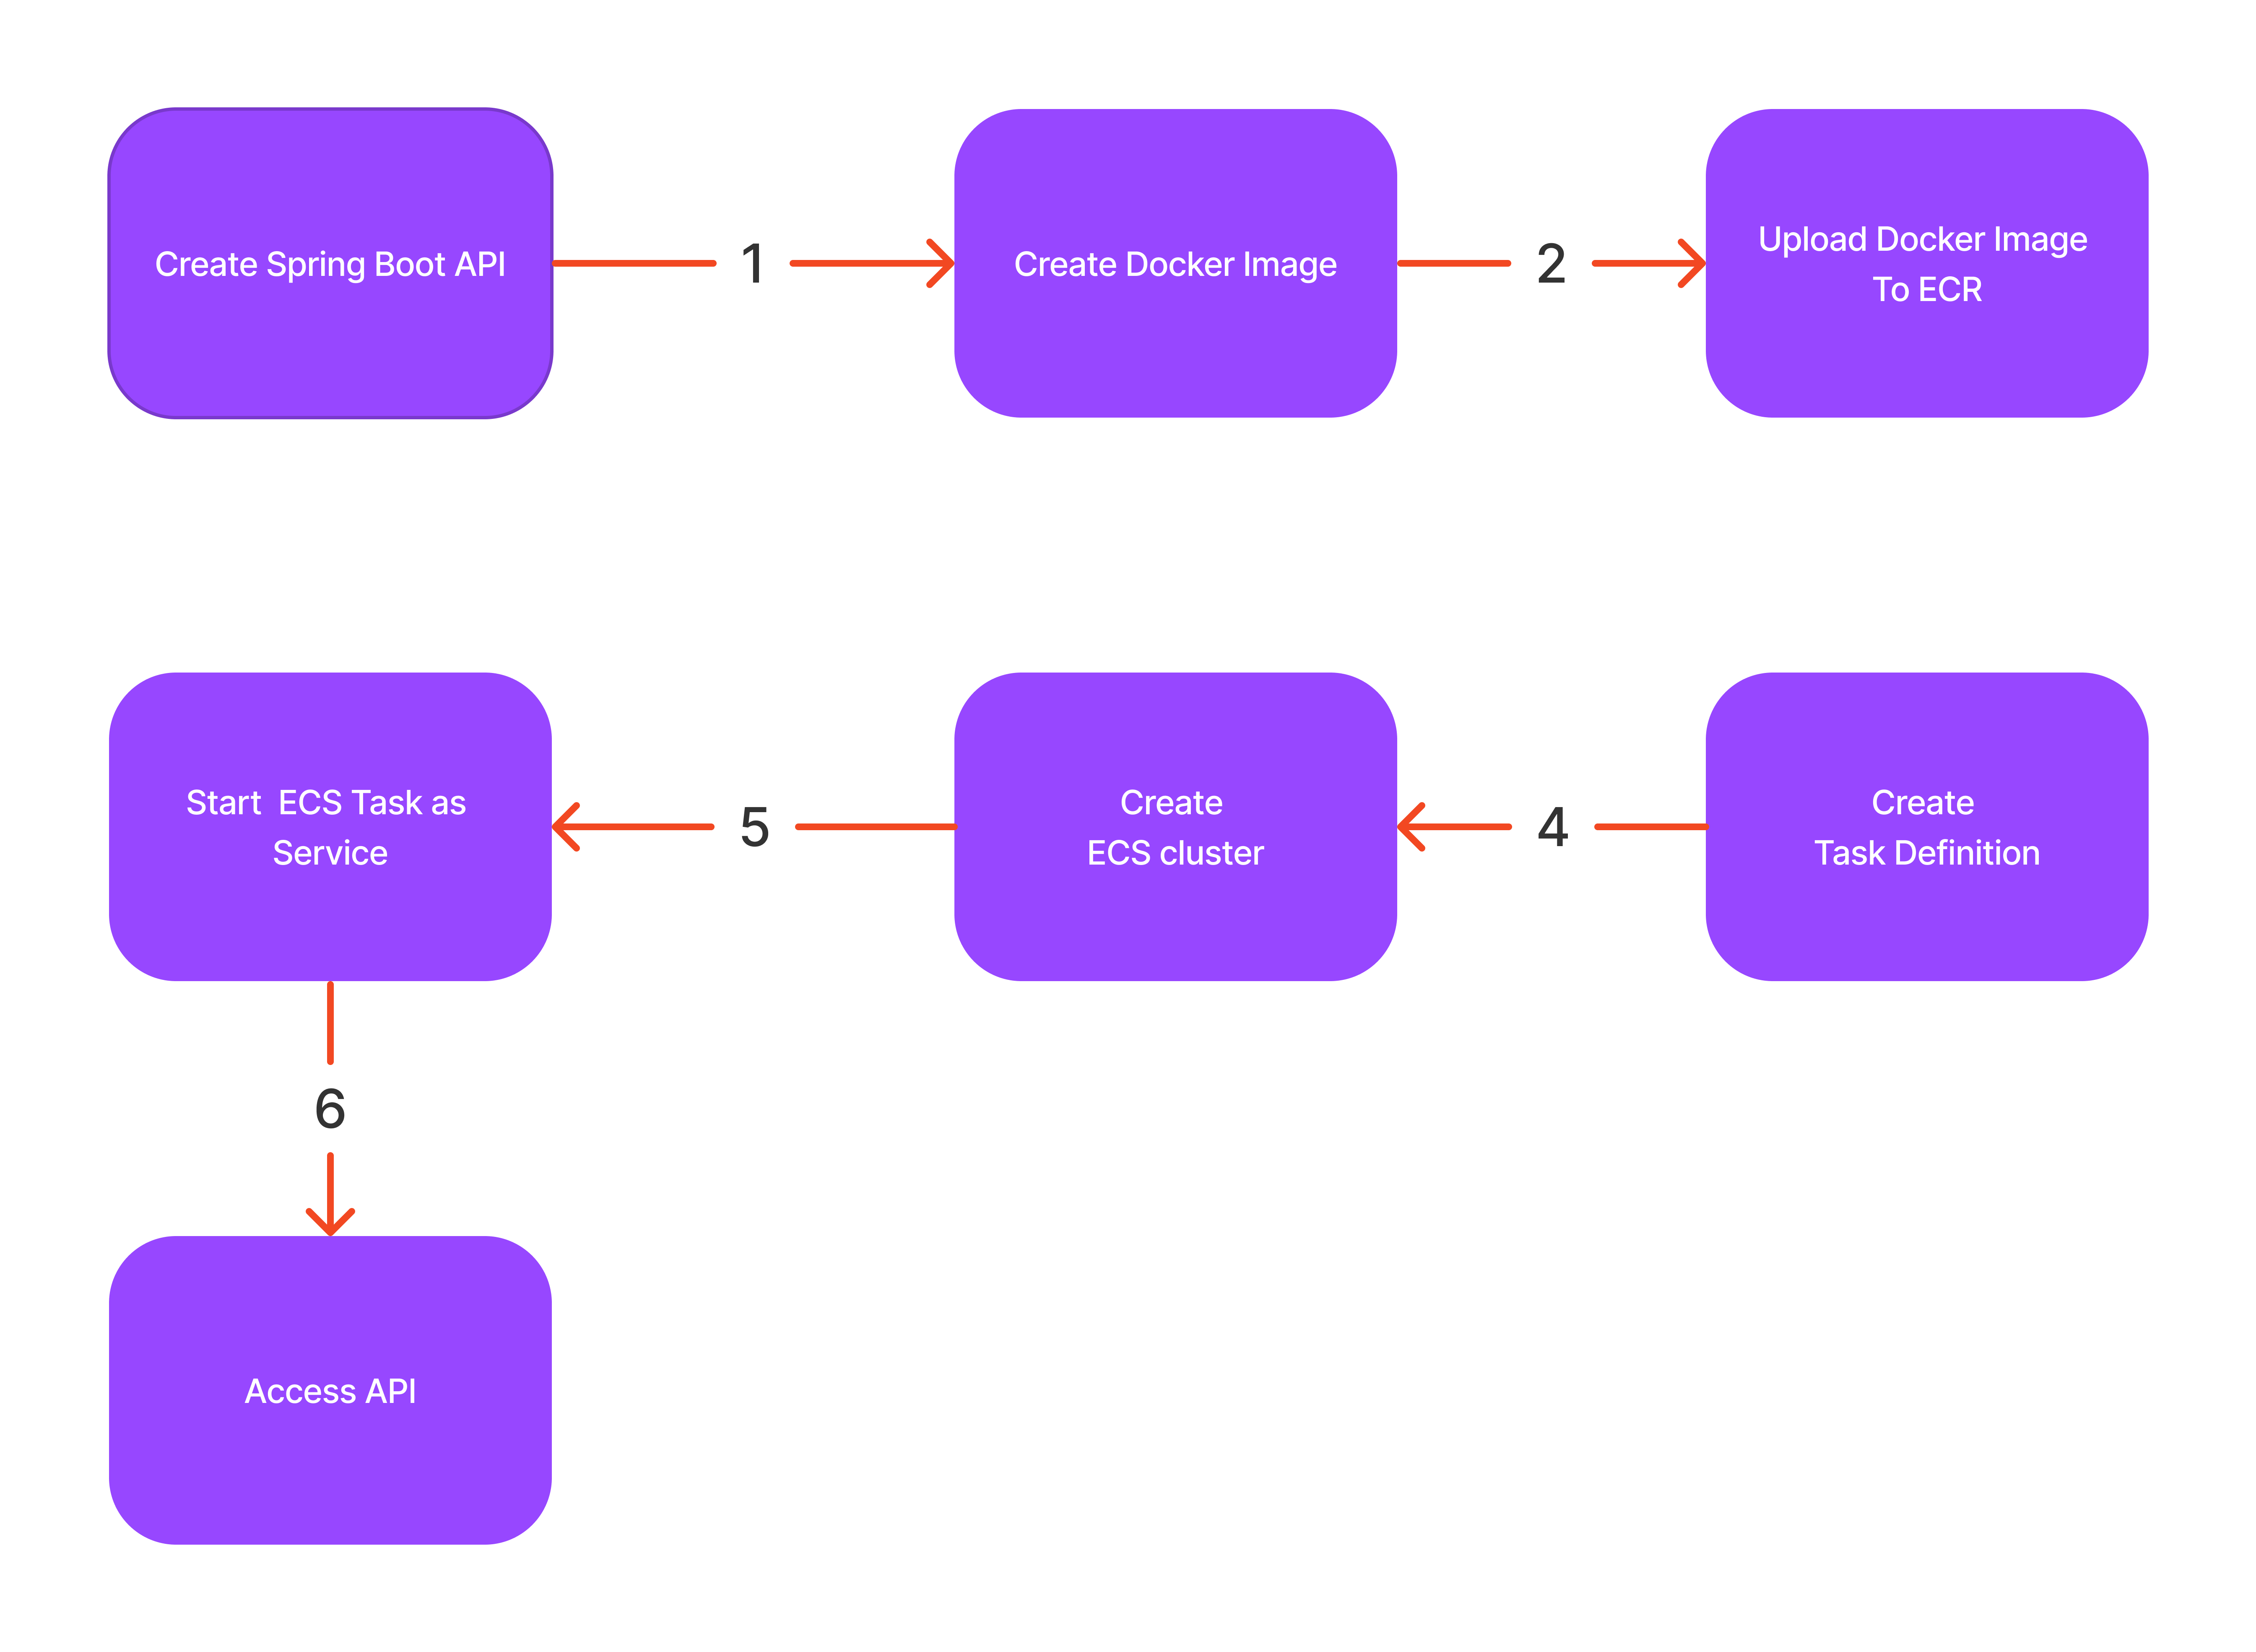 Create Spring Boot API
1
Create Docker Image
2
Upload Docker Image
To ECR
Create
Task Definition
4
Create
ECS cluster
5
Start  ECS Task as
Service
6
Access API